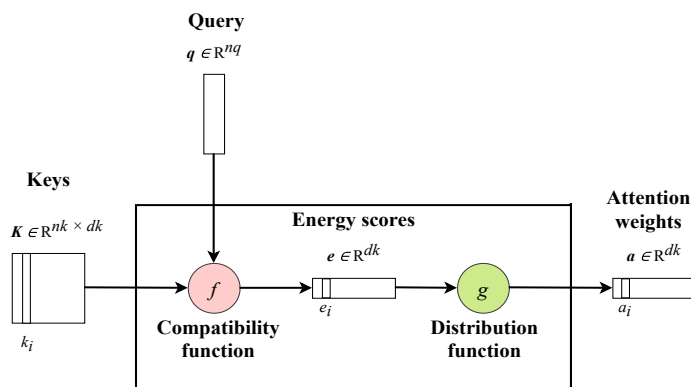 Query
q ∈ R^{nq}
Keys
K ∈ R^{nk × dk}
k_i
Energy scores
e ∈ R^{dk}
f
e_i
g
Compatibility
function
Distribution
function
Attention
weights
a ∈ R^{dk}
a_i